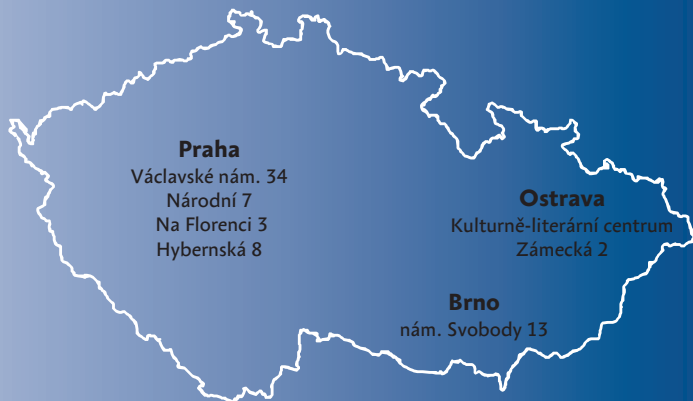 Praha
Václavské nám. 34
Národní 7
Na Florenci 3
Hybernská 8
Ostrava
Kulturně-literární centrum
Zámecká 2
Brno
nám. Svobody 13